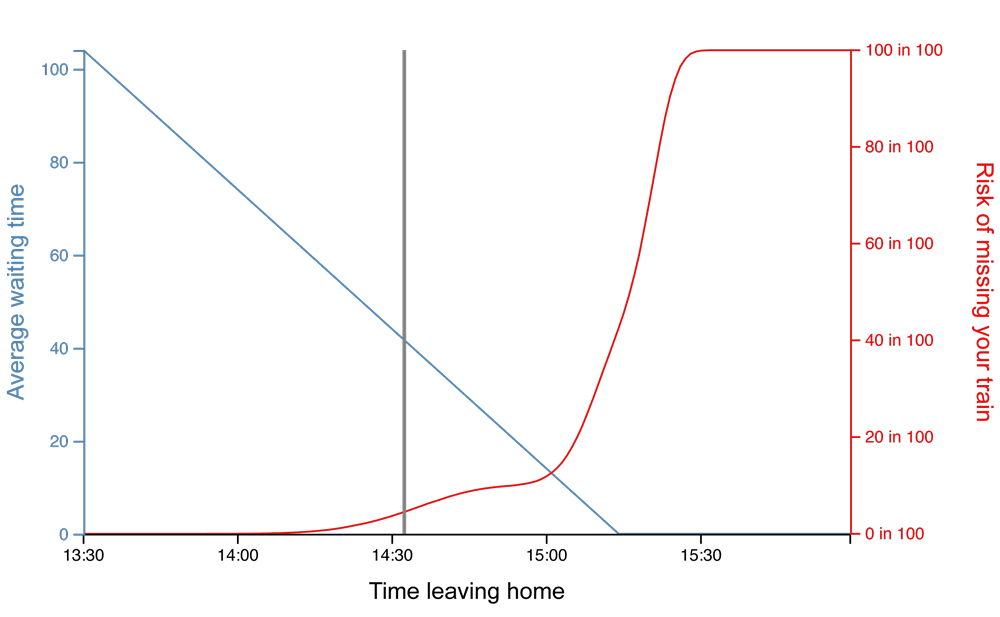 Average waiting time
100
80
60
40
20
0
13:30
14:00
14:30
15:00
15:30
Time leaving home
100 in 100
80 in 100
60 in 100
40 in 100
20 in 100
0 in 100
Risk of missing your train